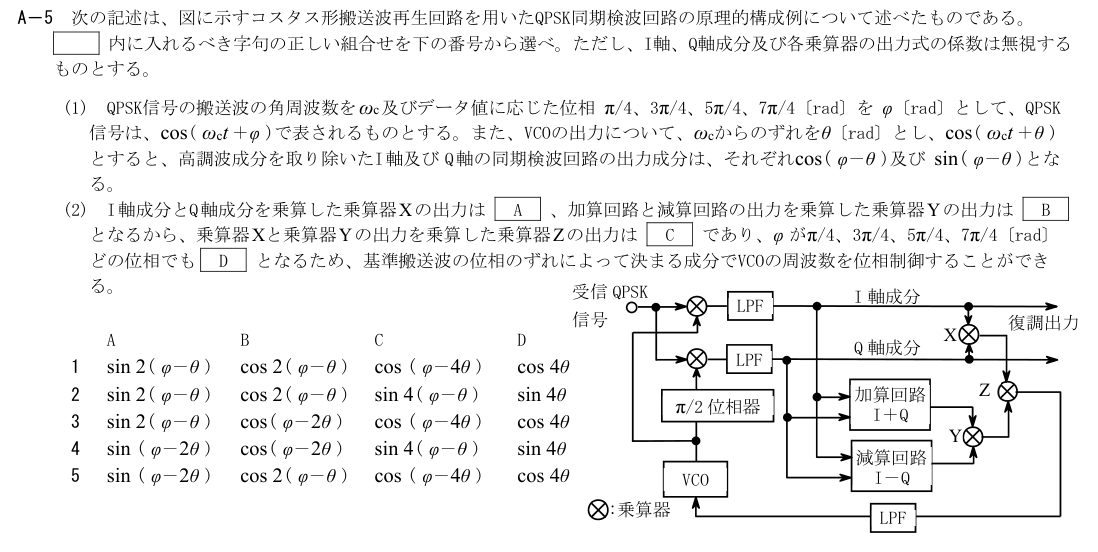 A－5　次の記述は、図に示すコスタス形搬送波再生回路を用いたQPSK同期検波回路の原理的構成例について述べたものである。
内に入れるべき字句の正しい組合せを下の番号から選べ。ただし、I軸、Q軸成分及び各乗算器の出力式の係数は無視する
ものとする。
(1)　QPSK信号の搬送波の角周波数をωc及びデータ値に応じた位相 π/4、3π/4、5π/4、7π/4〔rad〕を φ〔rad〕として、QPSK
信号は、cos( ωct＋φ)で表されるものとする。また、VCOの出力について、ωcからのずれをθ〔rad〕とし、cos( ωct＋θ)
とすると、高調波成分を取り除いたI軸及びQ軸の同期検波回路の出力成分は、それぞれcos( φ－θ)及び sin( φ－θ)とな
る。
(2)　I軸成分とQ軸成分を乗算した乗算器Xの出力は A 、加算回路と減算回路の出力を乗算した乗算器Yの出力は B
となるから、乗算器Xと乗算器Yの出力を乗算した乗算器Zの出力は C であり、φ がπ/4、3π/4、5π/4、7π/4〔rad〕
どの位相でも D となるため、基準搬送波の位相のずれによって決まる成分でVCOの周波数を位相制御することができ
る。
A B C D
1 sin 2( φ－θ) cos 2( φ－θ) cos ( φ－4θ) cos 4θ
2 sin 2( φ－θ) cos 2( φ－θ) sin 4( φ－θ) sin 4θ
3 sin 2( φ－θ) cos( φ－2θ) cos ( φ－4θ) cos 4θ
4 sin ( φ－2θ) cos( φ－2θ) sin 4( φ－θ) sin 4θ
5 sin ( φ－2θ) cos 2( φ－θ) cos ( φ－4θ) cos 4θ
受信 QPSK
信号
LPF
I 軸成分
復調出力
X
LPF
Q 軸成分
π/2 位相器
加算回路
I＋Q
Z
Y
減算回路
I－Q
VCO
LPF
:乗算器